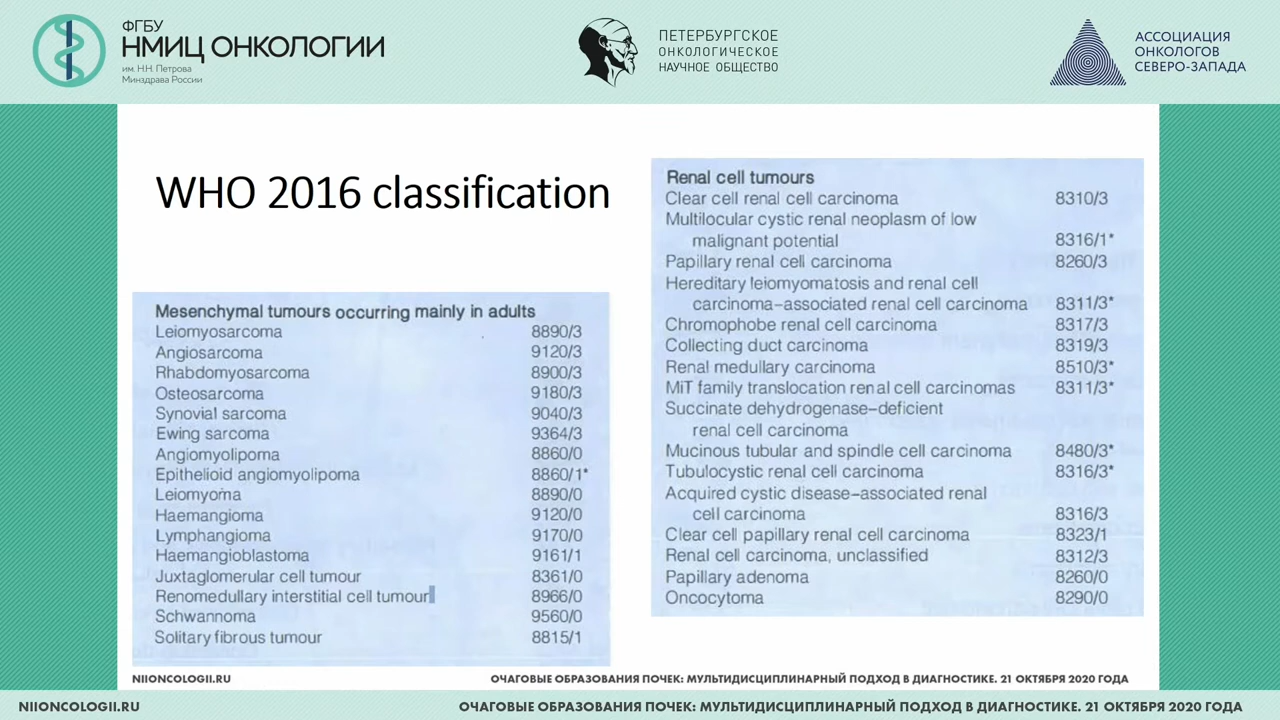 ФГБУ
НМИЦ ОНКОЛОГИИ
им. Н.Н. Петрова
Минздрава России
ПЕТЕРБУРГСКОЕ
ОНКОЛОГИЧЕСКОЕ
НАУЧНОЕ ОБЩЕСТВО
АССОЦИАЦИЯ
ОНКОЛОГОВ
СЕВЕРО-ЗАПАДА
WHO 2016 classification
Mesenchymal tumours occurring mainly in adults
Leiomyosarcoma 8890/3
Angiosarcoma 9120/3
Rhabdomyosarcoma 8900/3
Osteosarcoma 9180/3
Synovial sarcoma 9040/3
Ewing sarcoma 9364/3
Angiomyolipoma 8860/0
Epithelioid angiomyolipoma 8860/1*
Leiomyoma 8890/0
Haemangioma 9120/0
Lymphangioma 9170/0
Haemangioblastoma 9161/1
Juxtaglomerular cell tumour 8361/0
Renomedullary interstitial cell tumour 8966/0
Schwannoma 9560/0
Solitary fibrous tumour 8815/1
Renal cell tumours
Clear cell renal cell carcinoma 8310/3
Multilocular cystic renal neoplasm of low
malignant potential 8316/1*
Papillary renal cell carcinoma 8260/3
Hereditary leiomyomatosis and renal cell
carcinoma–associated renal cell carcinoma 8311/3*
Chromophobe renal cell carcinoma 8317/3
Collecting duct carcinoma 8319/3
Renal medullary carcinoma 8510/3*
MiT family translocation renal cell carcinomas 8311/3*
Succinate dehydrogenase–deficient
renal cell carcinoma
Mucinous tubular and spindle cell carcinoma 8480/3*
Tubulocystic renal cell carcinoma 8316/3*
Acquired cystic disease–associated renal
cell carcinoma 8316/3
Clear cell papillary renal cell carcinoma 8323/1
Renal cell carcinoma, unclassified 8312/3
Papillary adenoma 8260/0
Oncocytoma 8290/0
NIIONCOLOGII.RU ОЧАГОВЫЕ ОБРАЗОВАНИЯ ПОЧЕК: МУЛЬТИДИСЦИПЛИНАРНЫЙ ПОДХОД В ДИАГНОСТИКЕ. 21 ОКТЯБРЯ 2020 ГОДА
NIIONCOLOGII.RU ОЧАГОВЫЕ ОБРАЗОВАНИЯ ПОЧЕК: МУЛЬТИДИСЦИПЛИНАРНЫЙ ПОДХОД В ДИАГНОСТИКЕ. 21 ОКТЯБРЯ 2020 ГОДА